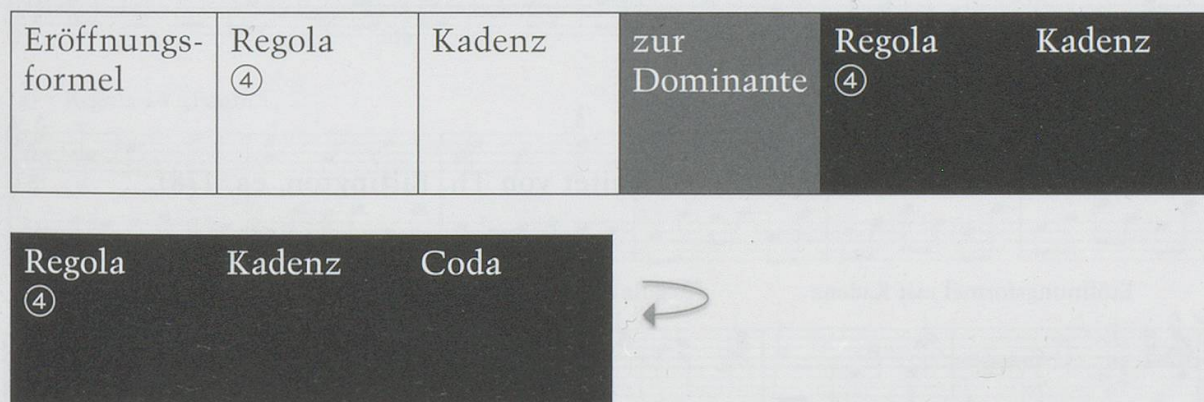 Eröffnungs-
formel
Regola
④
Kadenz
zur
Dominante
Regola
④
Kadenz
Regola
④
Kadenz
Coda